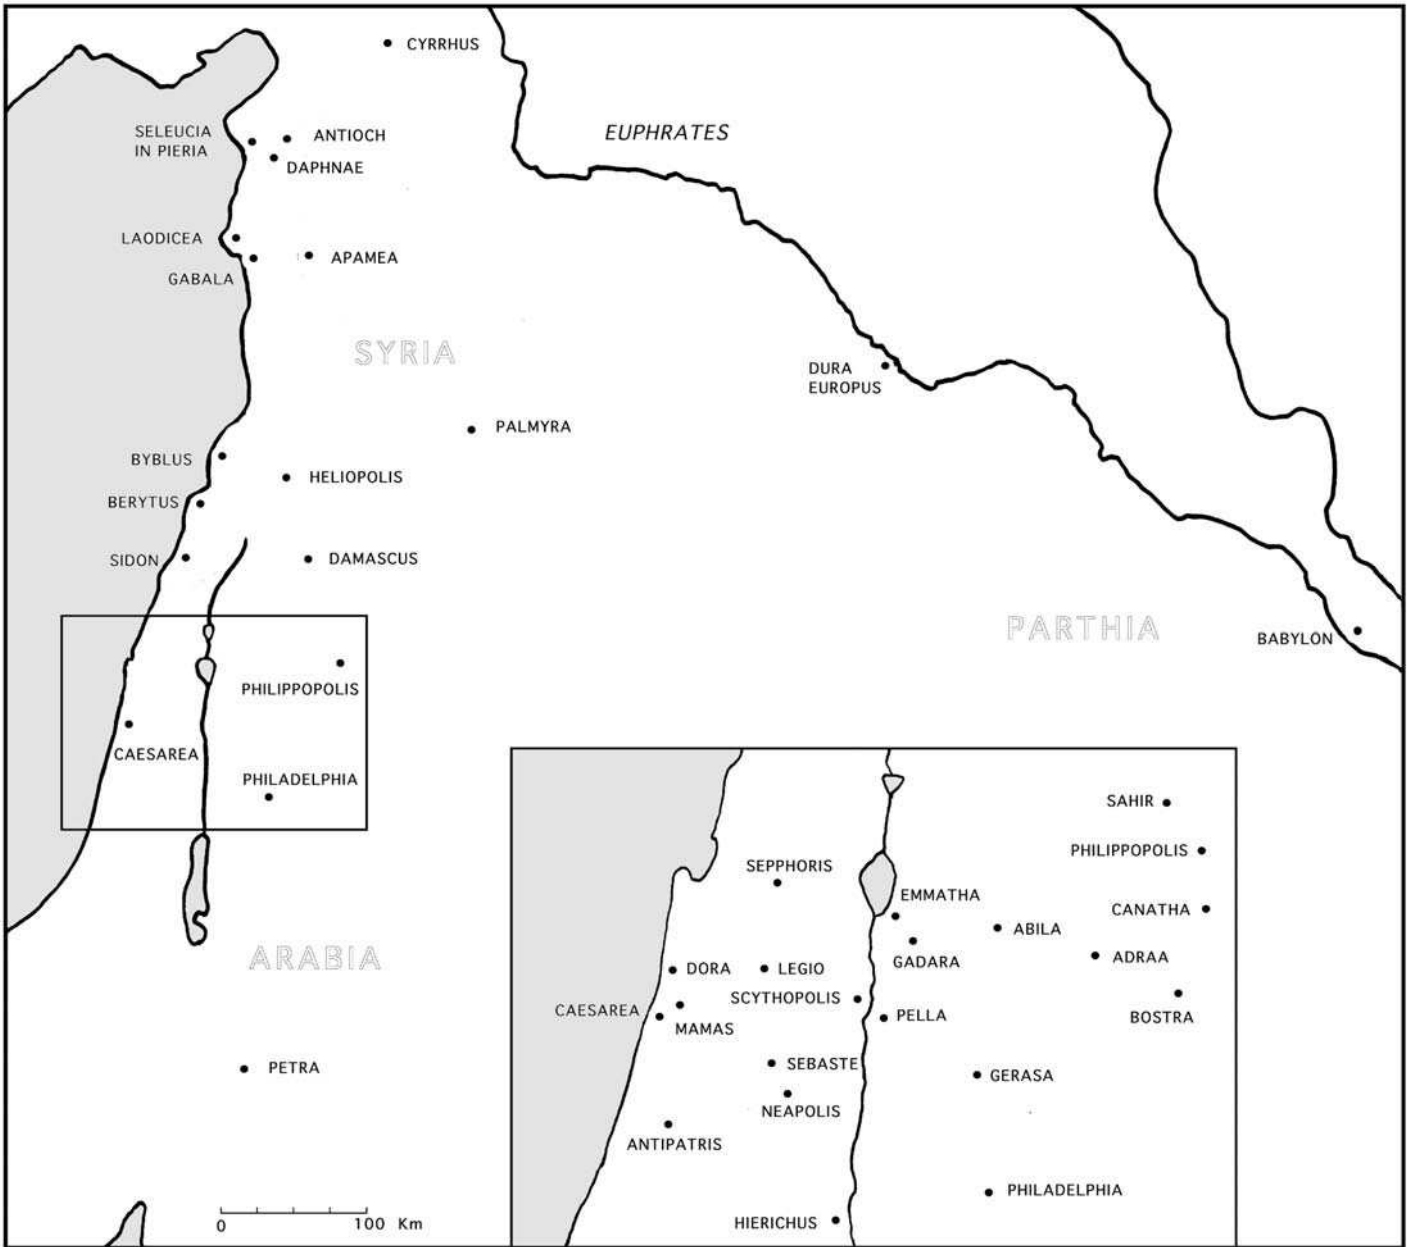 CYRRHUS
EUPHRATES
SELEUCIA
IN PIERIA
ANTIOCH
DAPHNAE
LAODICEA
GABALA
APAMEA
SYRIA
DURA
EUROPUS
PALMYRA
BYBLUS
HELIOPOLIS
BERYTUS
SIDON
DAMASCUS
PARTHIA
BABYLON
PHILIPPOPOLIS
CAESAREA
PHILADELPHIA
ARABIA
PETRA
0 100 Km
SAHIR
PHILIPPOPOLIS
SEPPHORIS
EMMATHA
CANATHA
ABILA
GADARA
ADRAA
DORA
LEGIO
SCYTHOPOLIS
CAESAREA
MAMAS
PELLA
BOSTRA
SEBASTE
GERASA
NEAPOLIS
ANTIPATRIS
PHILADELPHIA
HIERICHUS